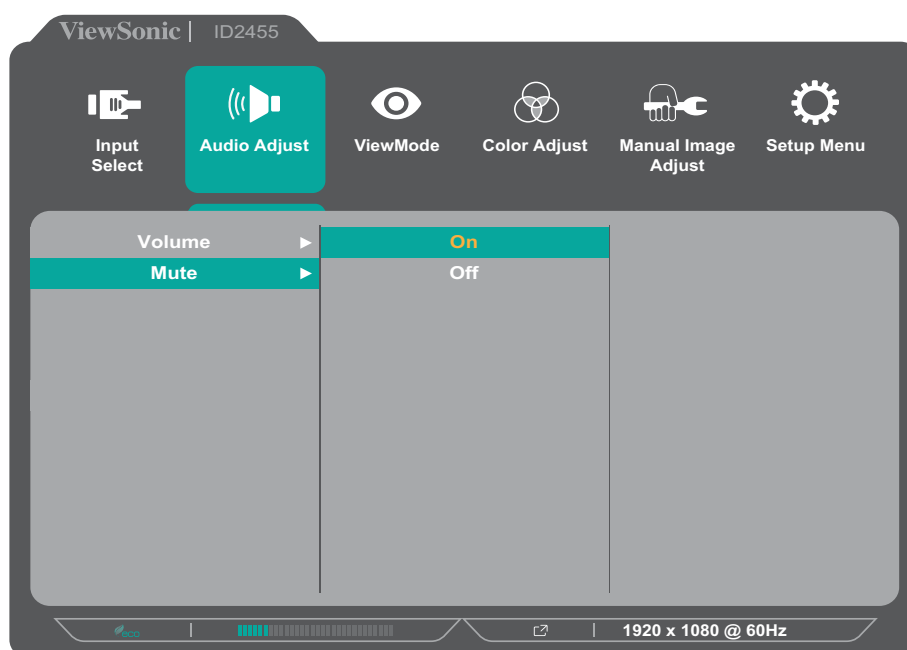 ViewSonic | ID2455
Input Select
Audio Adjust
ViewMode
Color Adjust
Manual Image Adjust
Setup Menu
Volume
On
Mute
Off
eco
1920 x 1080 @ 60Hz